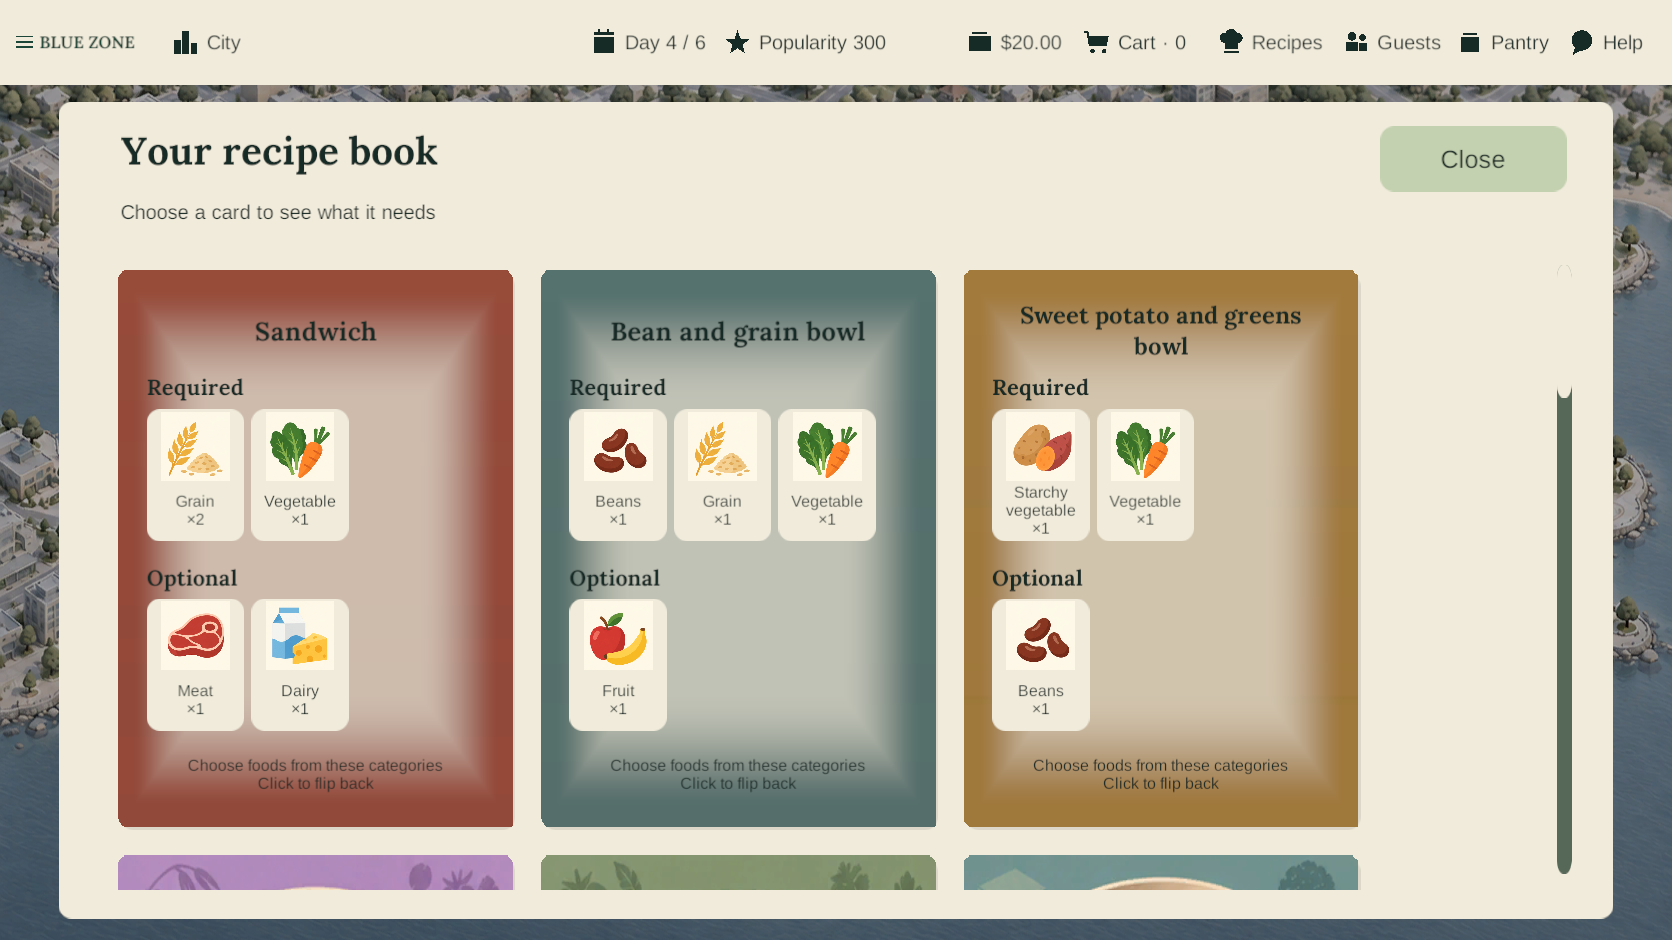 BLUE ZONE
City
Day 4 / 6
Popularity 300
$20.00
Cart · 0
Recipes
Guests
Pantry
Help
Your recipe book
Close
Choose a card to see what it needs
Sandwich
Required
Grain
×2
Vegetable
×1
Optional
Meat
×1
Dairy
×1
Choose foods from these categories
Click to flip back
Bean and grain bowl
Required
Beans
×1
Grain
×1
Vegetable
×1
Optional
Fruit
×1
Choose foods from these categories
Click to flip back
Sweet potato and greens
bowl
Required
Starchy
vegetable
×1
Vegetable
×1
Optional
Beans
×1
Choose foods from these categories
Click to flip back